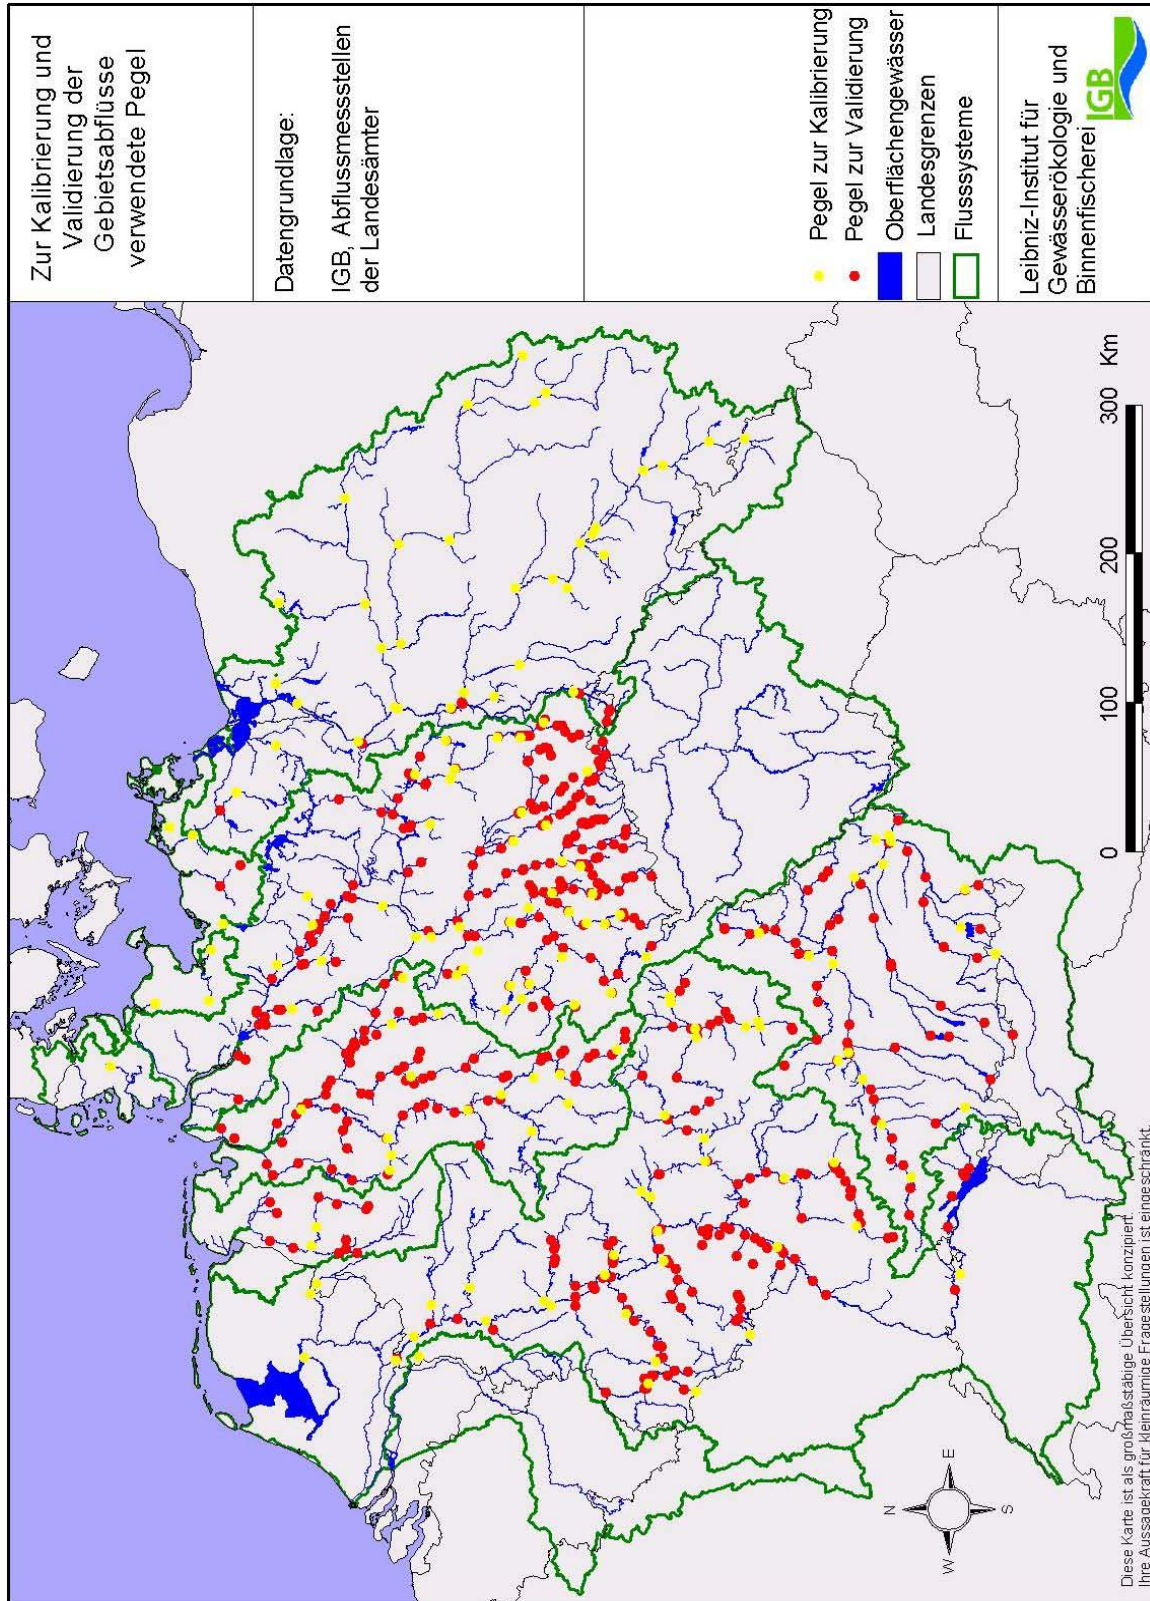 Zur Kalibrierung und
Validierung der
Gebietsabflüsse
verwendete Pegel
Datengrundlage:
IGB, Abflussmessstellen
der Landesämter
Pegel zur Kalibrierung
Pegel zur Validierung
Oberflächengewässer
Landesgrenzen
Flusssysteme
Leibniz-Institut für
Gewässerökologie und
Binnenfischerei
IGB
0 100 200 300 Km
N
W E
S
Diese Karte ist als großmaßstäbige Übersicht konzipiert.
Ihre Aussagekraft für kleinräumige Fragestellungen ist eingeschränkt.